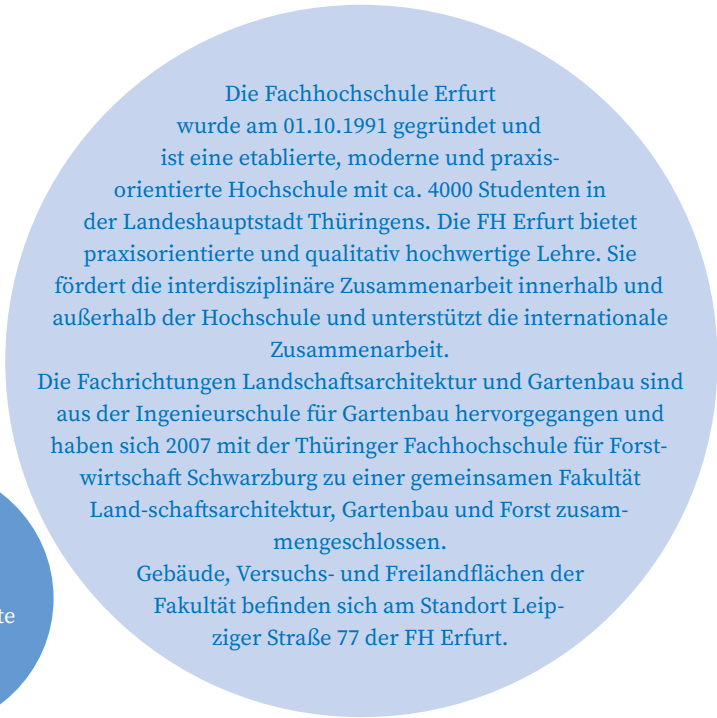 Die Fachhochschule Erfurt
wurde am 01.10.1991 gegründet und
ist eine etablierte, moderne und praxis-
orientierte Hochschule mit ca. 4000 Studenten in
der Landeshauptstadt Thüringens. Die FH Erfurt bietet
praxisorientierte und qualitativ hochwertige Lehre. Sie
fördert die interdisziplinäre Zusammenarbeit innerhalb und
außerhalb der Hochschule und unterstützt die internationale
Zusammenarbeit.
Die Fachrichtungen Landschaftsarchitektur und Gartenbau sind
aus der Ingenieurschule für Gartenbau hervorgegangen und
haben sich 2007 mit der Thüringer Fachhochschule für Forst-
wirtschaft Schwarzburg zu einer gemeinsamen Fakultät
Land-schaftsarchitektur, Gartenbau und Forst zusam-
mengeschlossen.
Gebäude, Versuchs- und Freilandflächen der
Fakultät befinden sich am Standort Leip-
ziger Straße 77 der FH Erfurt.